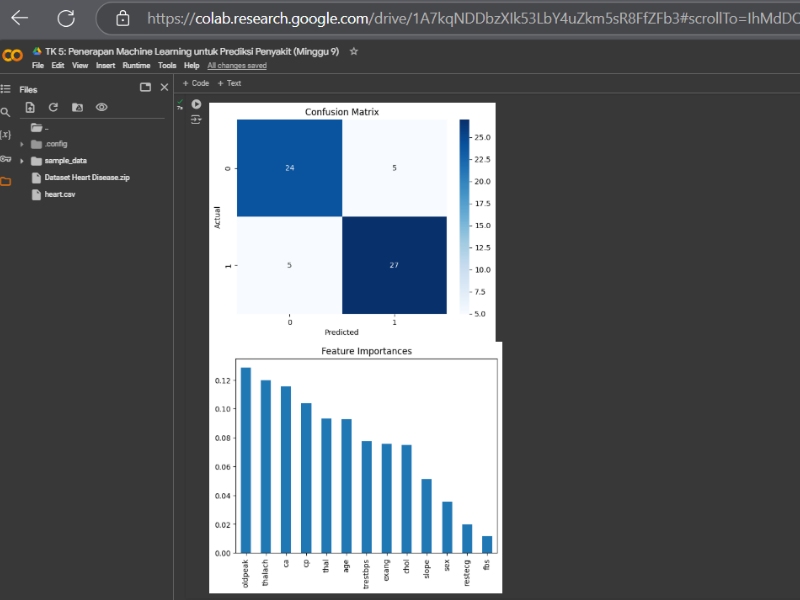 https://colab.research.google.com/drive/1A7kqNDDbzXIk53LbY4uZkm5sR8FfZFb3#scrollTo=IhMdDC
TK 5: Penerapan Machine Learning untuk Prediksi Penyakit (Minggu 9)
File Edit View Insert Runtime Tools Help All changes saved
Files
+ Code + Text
{x}
..
.config
sample_data
Dataset Heart Disease.zip
heart.csv
7s
Confusion Matrix
24 5
5 27
0
1
Actual
0 1
Predicted
25.0
22.5
20.0
17.5
15.0
12.5
10.0
7.5
5.0
Feature Importances
0.12
0.10
0.08
0.06
0.04
0.02
0.00
oldpeak thalach ca cp thal age trestbps exang chol slope sex restecg fbs